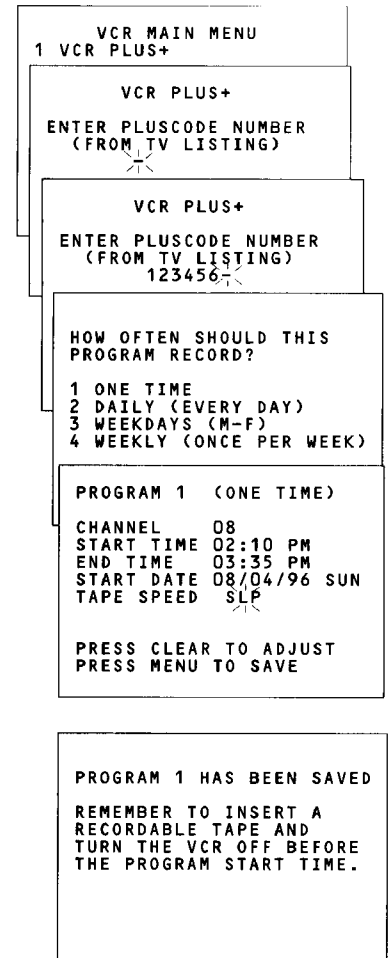 VCR MAIN MENU
1 VCR PLUS+
VCR PLUS+
ENTER PLUSCODE NUMBER
(FROM TV LISTING)
-
VCR PLUS+
ENTER PLUSCODE NUMBER
(FROM TV LISTING)
123456-
HOW OFTEN SHOULD THIS
PROGRAM RECORD?
1 ONE TIME
2 DAILY (EVERY DAY)
3 WEEKDAYS (M-F)
4 WEEKLY (ONCE PER WEEK)
PROGRAM 1 (ONE TIME)
CHANNEL 08
START TIME 02:10 PM
END TIME 03:35 PM
START DATE 08/04/96 SUN
TAPE SPEED SLP
PRESS CLEAR TO ADJUST
PRESS MENU TO SAVE
PROGRAM 1 HAS BEEN SAVED
REMEMBER TO INSERT A
RECORDABLE TAPE AND
TURN THE VCR OFF BEFORE
THE PROGRAM START TIME.